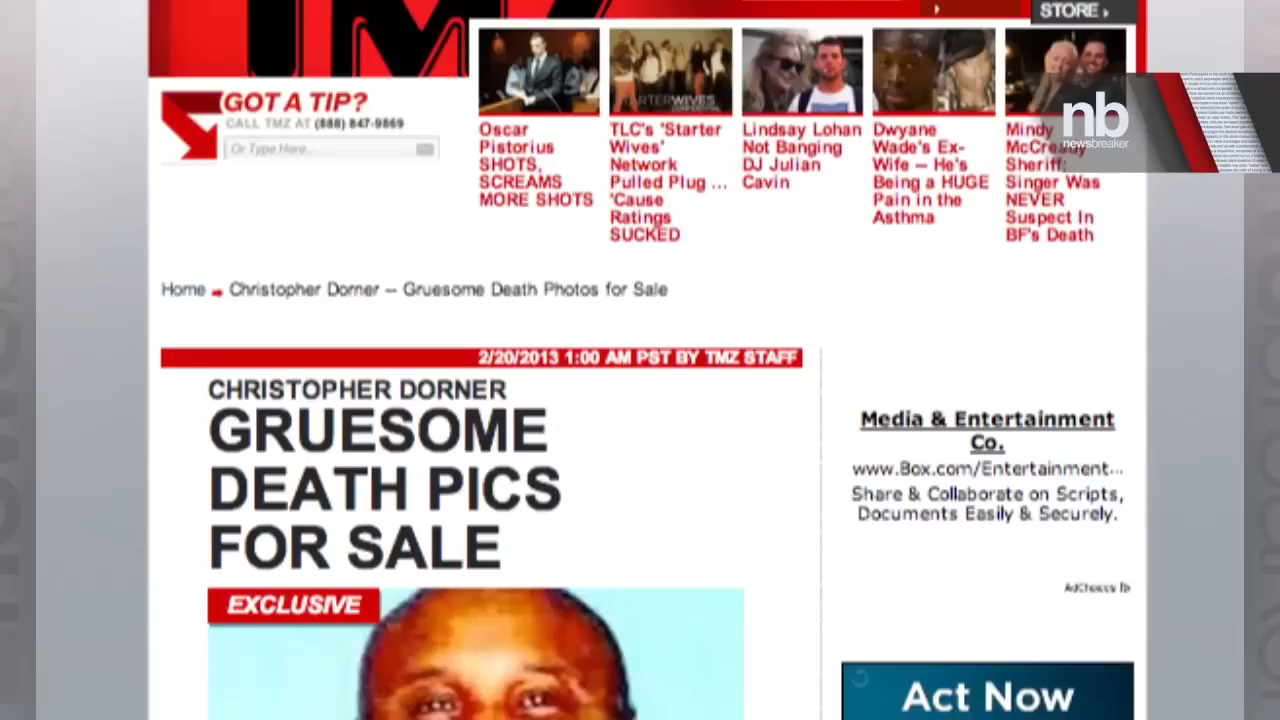 TMZ
STORE
nb
newsbreaker
GOT A TIP?
CALL TMZ AT (888) 847-9869
Or Type Here...
Oscar
Pistorius
SHOTS,
SCREAMS
MORE SHOTS
STARTER WIVES
TLC's 'Starter
Wives'
Network
Pulled Plug ...
'Cause
Ratings
SUCKED
Lindsay Lohan
Not Banging
DJ Julian
Cavin
Dwyane
Wade's Ex-
Wife — He's
Being a HUGE
Pain in the
Asthma
Mindy
McCready
Sheriff:
Singer Was
NEVER
Suspect In
BF's Death
Home Christopher Dorner -- Gruesome Death Photos for Sale
2/20/2013 1:00 AM PST BY TMZ STAFF
CHRISTOPHER DORNER
GRUESOME
DEATH PICS
FOR SALE
EXCLUSIVE
Media & Entertainment
Co.
www.Box.com/Entertainment...
Share & Collaborate on Scripts,
Documents Easily & Securely.
AdChoices
Act Now